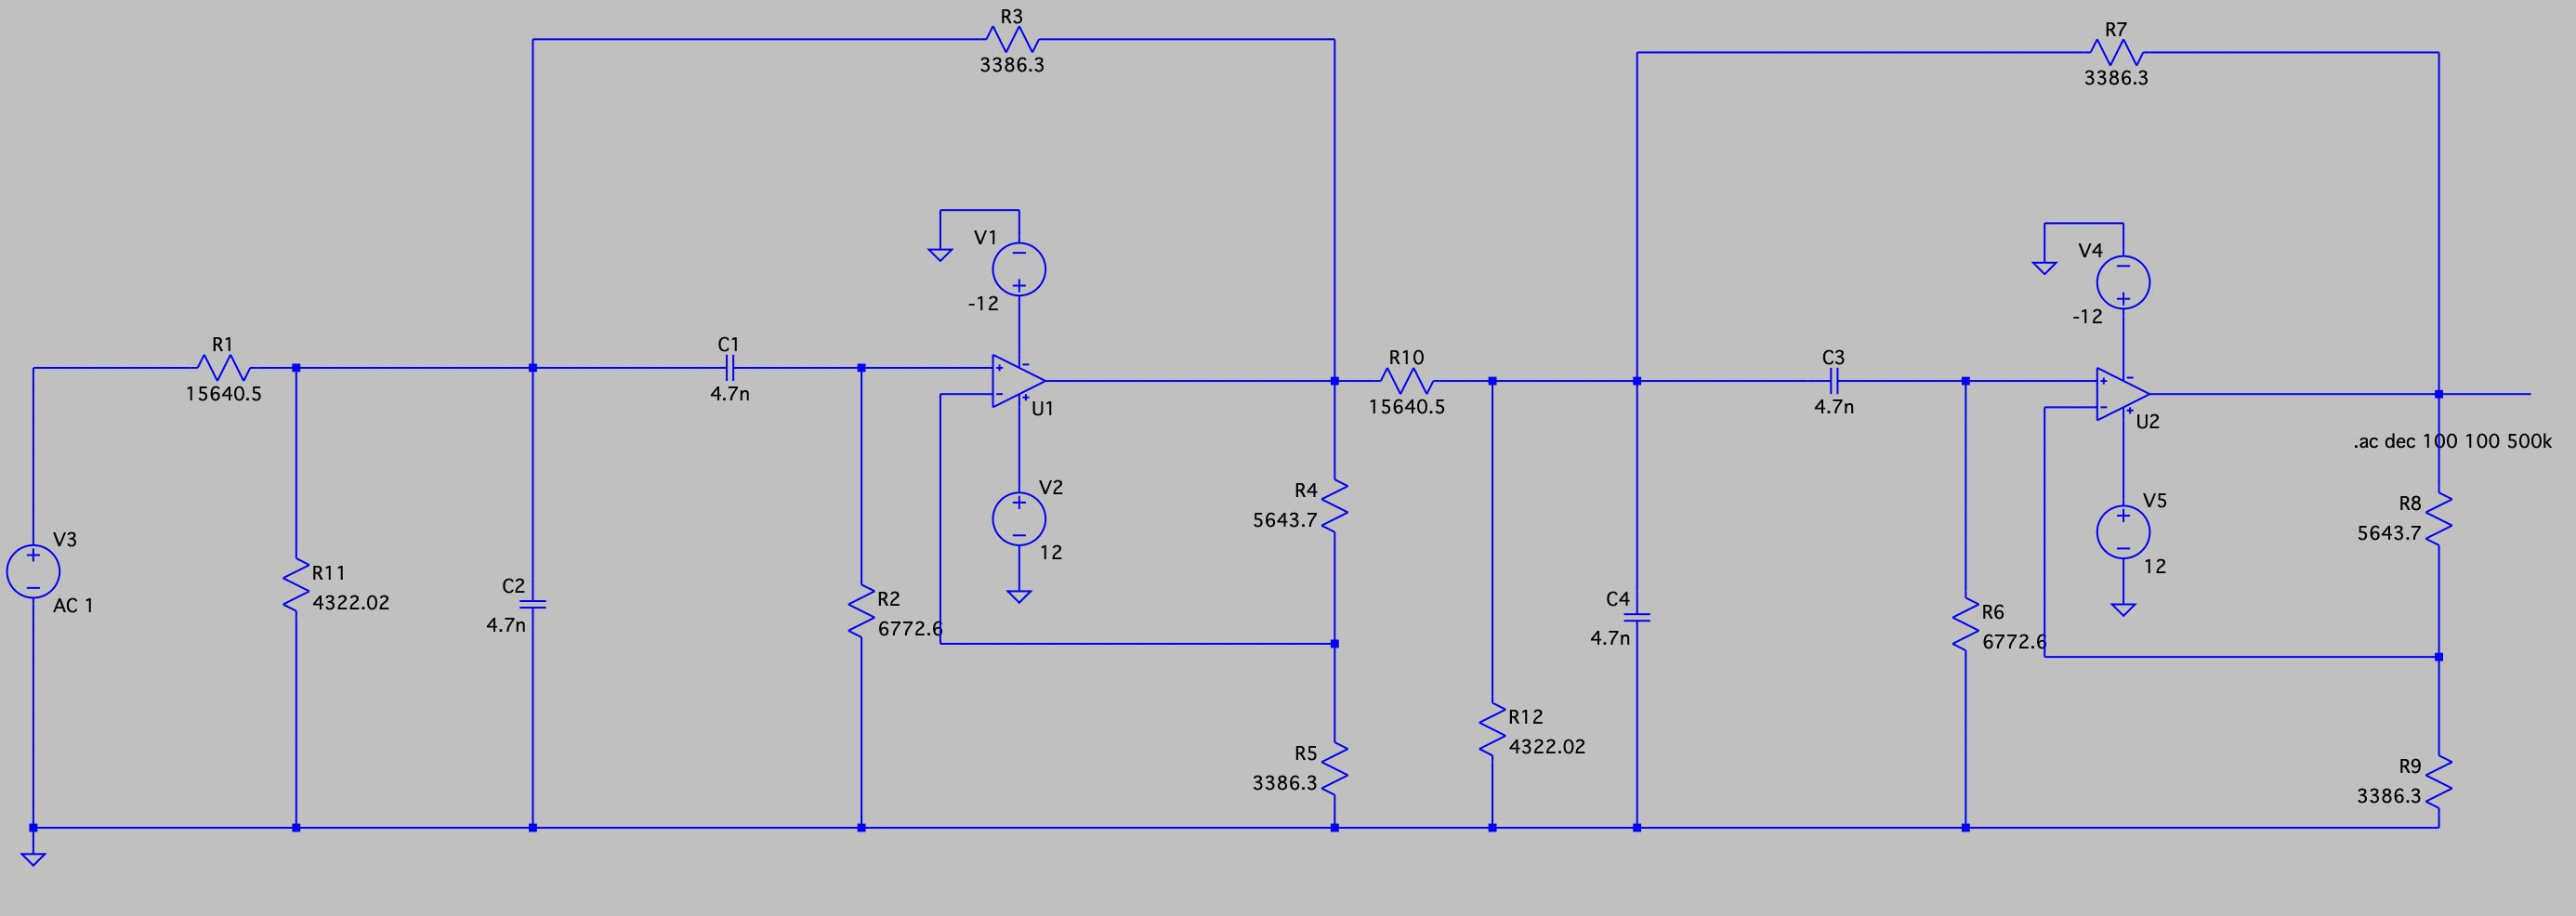 R3
3386.3
R7
3386.3
V1
-12
V4
-12
R1
15640.5
C1
4.7n
U1
R10
15640.5
C3
4.7n
U2
.ac dec 100 100 500k
V2
12
R4
5643.7
V5
12
R8
5643.7
V3
AC 1
R11
4322.02
C2
4.7n
R2
6772.6
C4
4.7n
R6
6772.6
R12
4322.02
R5
3386.3
R9
3386.3